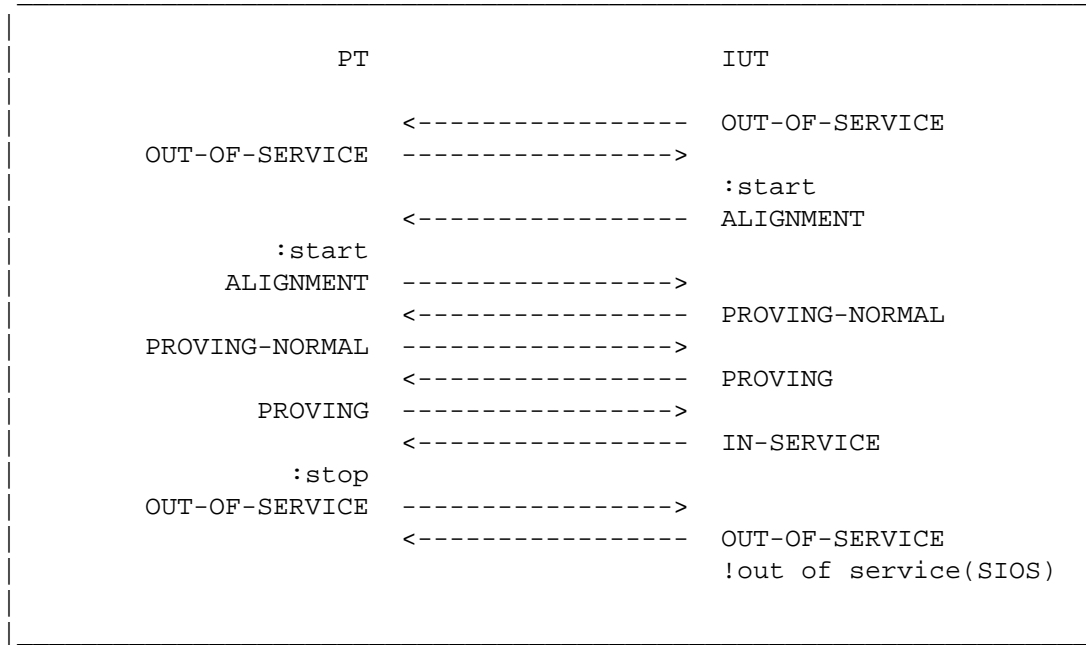 PT IUT
<----------------- OUT-OF-SERVICE
OUT-OF-SERVICE ----------------->
:start
<----------------- ALIGNMENT
:start
ALIGNMENT ----------------->
<----------------- PROVING-NORMAL
PROVING-NORMAL ----------------->
<----------------- PROVING
PROVING ----------------->
<----------------- IN-SERVICE
:stop
OUT-OF-SERVICE ----------------->
<----------------- OUT-OF-SERVICE
!out of service(SIOS)